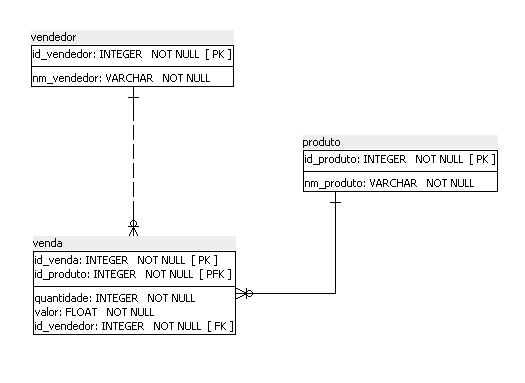 vendedor
id_vendedor: INTEGER NOT NULL [ PK ]
nm_vendedor: VARCHAR NOT NULL
produto
id_produto: INTEGER NOT NULL [ PK ]
nm_produto: VARCHAR NOT NULL
venda
id_venda: INTEGER NOT NULL [ PK ]
id_produto: INTEGER NOT NULL [ PFK ]
quantidade: INTEGER NOT NULL
valor: FLOAT NOT NULL
id_vendedor: INTEGER NOT NULL [ FK ]